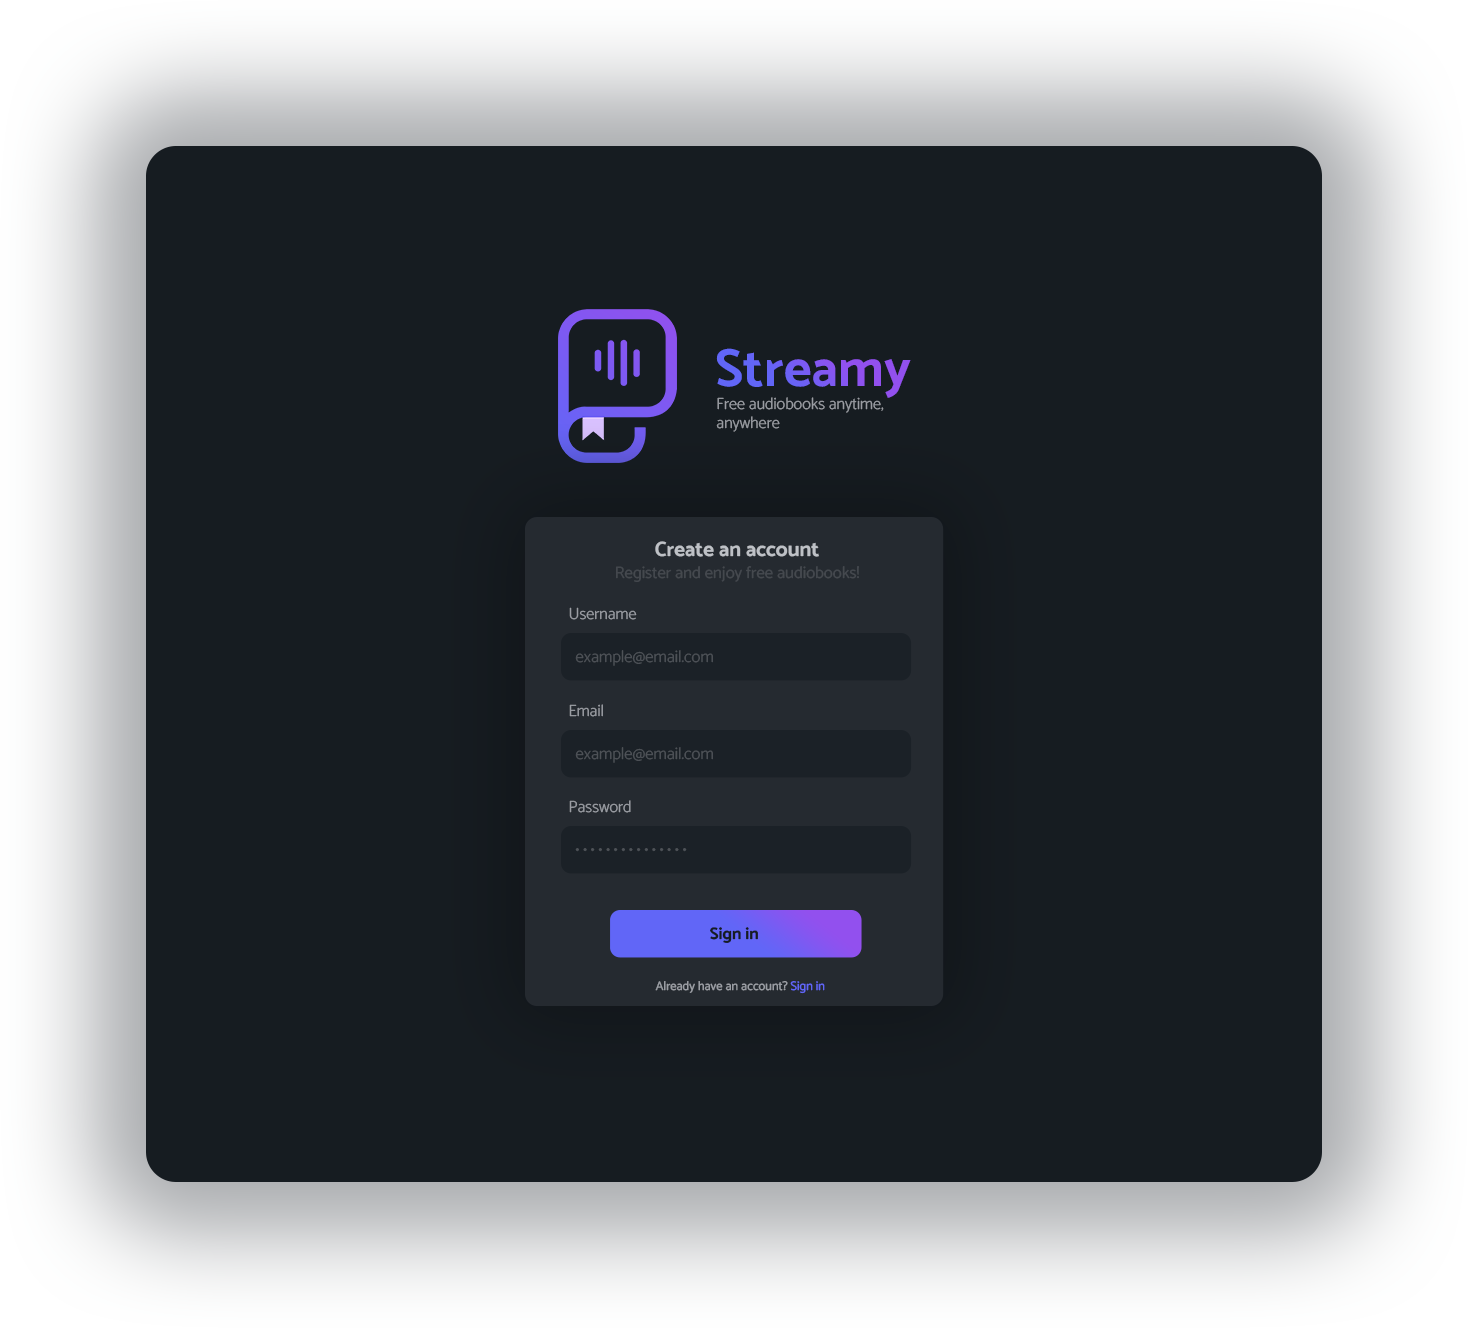 Streamy
Free audiobooks anytime,
anywhere
Create an account
Register and enjoy free audiobooks!
Username
example@email.com
Email
example@email.com
Password
•••••••••••••••
Sign in
Already have an account? Sign in